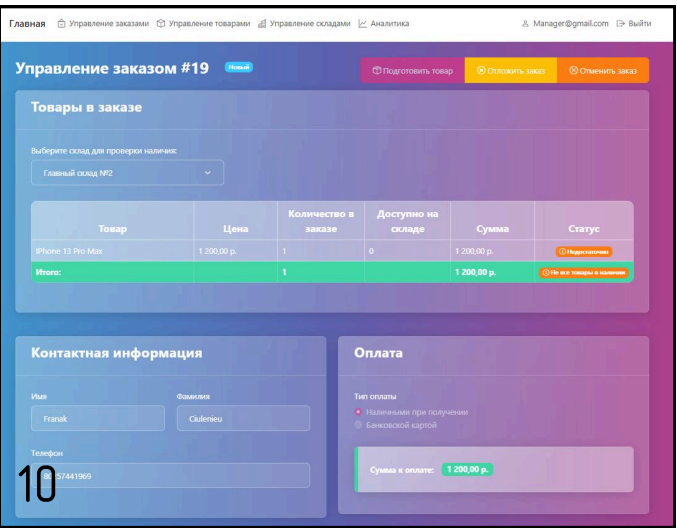 Главная Управление заказами Управление товарами Управление складами Аналитика Manager@gmail.com Выйти
Управление заказом #19 Новый Подготовить товар Отложить заказ Отменить заказ
Товары в заказе
Выберите склад для проверки наличия:
Главный склад №2
Товар Цена Количество в заказе Доступно на складе Сумма Статус
IPhone 13 Pro Max 1 200,00 р. 1 0 1 200,00 р. Недостаточно
Итого: 1 1 200,00 р. Не все товары в наличии
Контактная информация
Имя Фамилия
Franak Ciulenieu
Телефон
57441969
10
Оплата
Тип оплаты
Наличными при получении
Банковской картой
Сумма к оплате: 1 200,00 р.